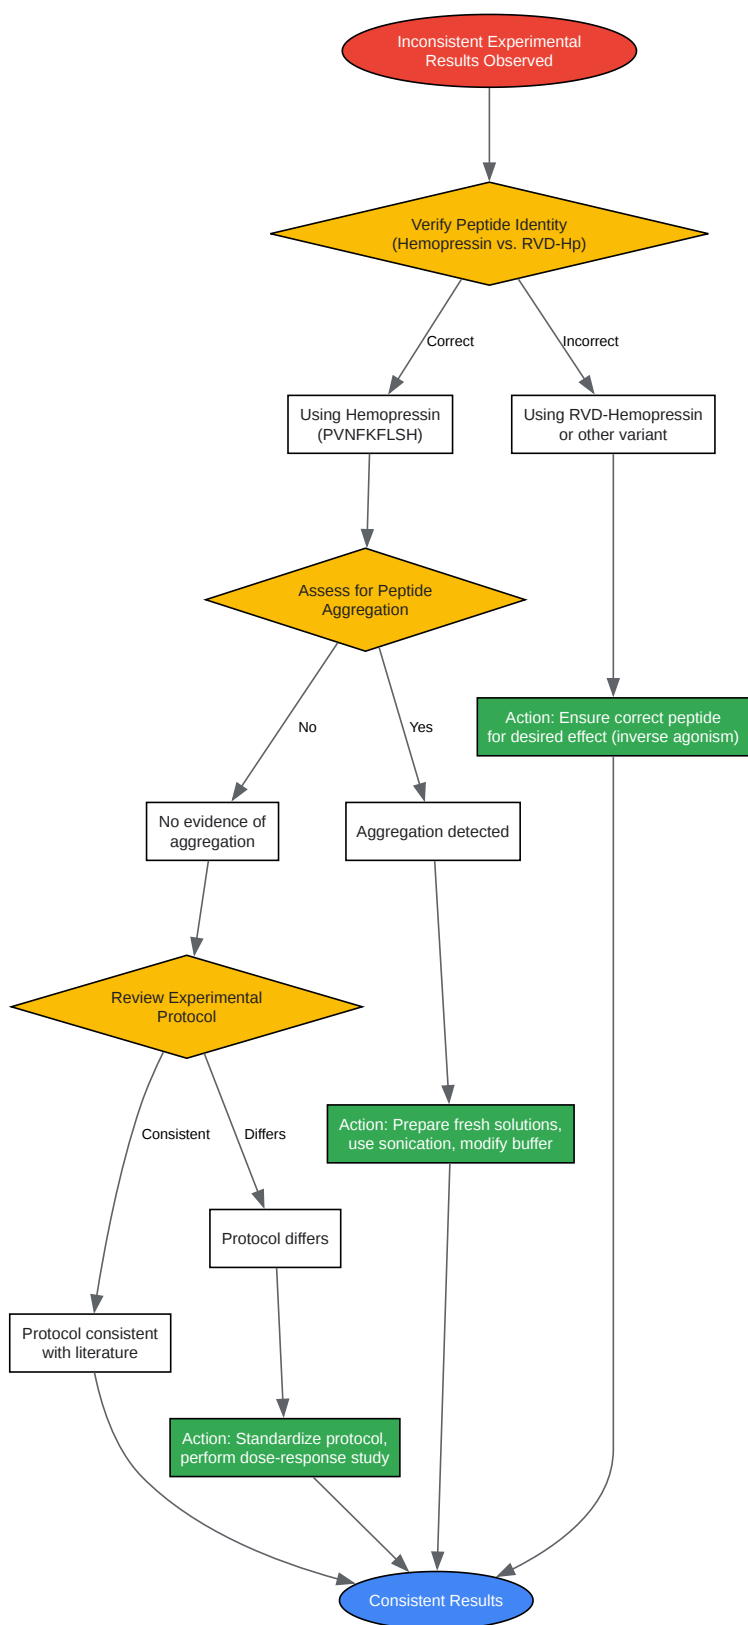 Inconsistent Experimental
Results Observed
Verify Peptide Identity
(Hemopressin vs. RVD-Hp)
Correct
Incorrect
Using Hemopressin
(PVNFKFLSH)
Using RVD-Hemopressin
or other variant
Assess for Peptide
Aggregation
No
Yes
Action: Ensure correct peptide
for desired effect (inverse agonism)
No evidence of
aggregation
Aggregation detected
Review Experimental
Protocol
Consistent
Differs
Action: Prepare fresh solutions,
use sonication, modify buffer
Protocol differs
Protocol consistent
with literature
Action: Standardize protocol,
perform dose-response study
Consistent Results